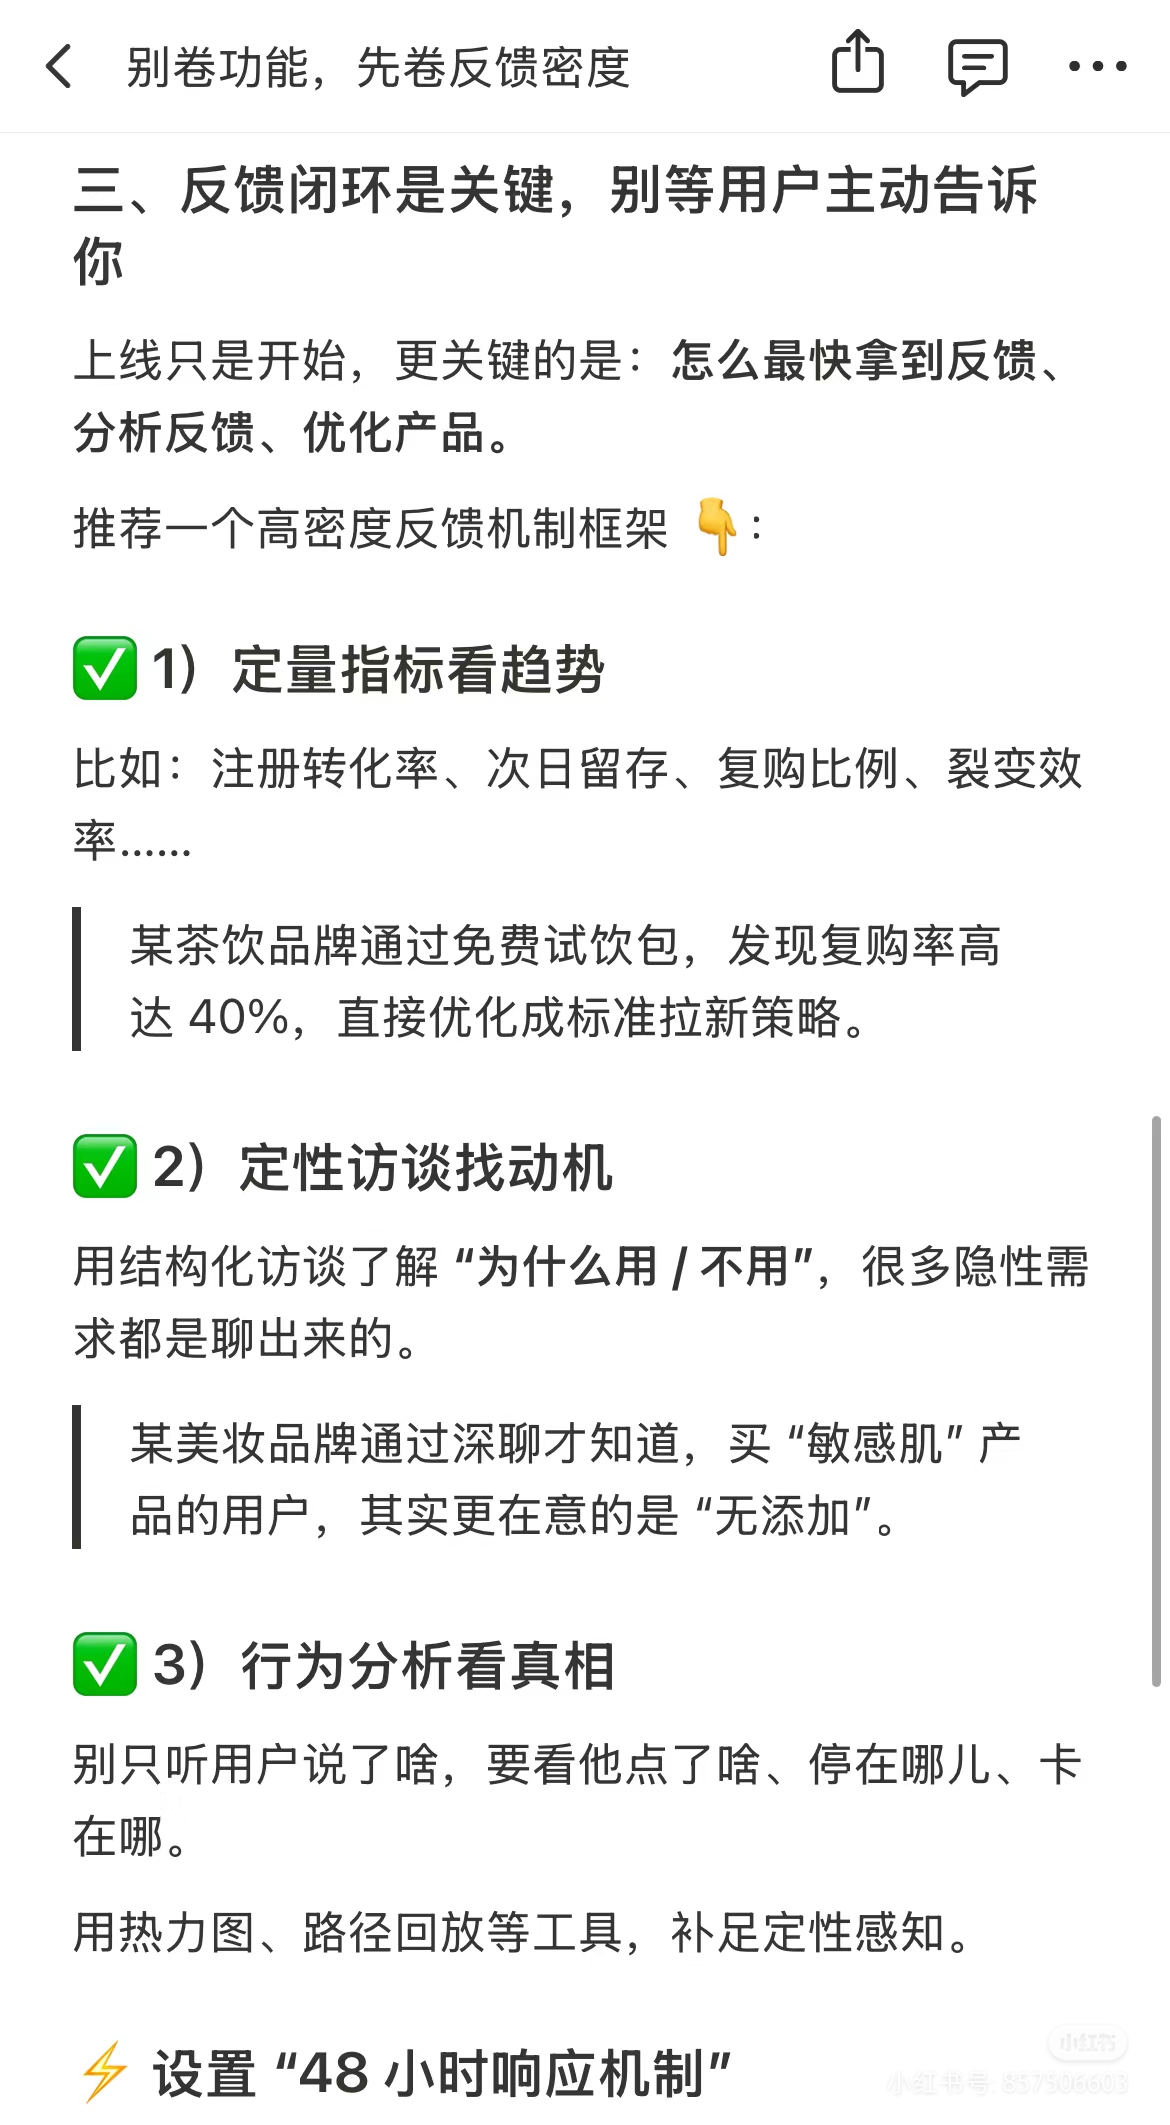 别卷功能，先卷反馈密度
三、反馈闭环是关键，别等用户主动告诉
你
上线只是开始，更关键的是：怎么最快拿到反馈、
分析反馈、优化产品。
推荐一个高密度反馈机制框架 👇：
✅ 1）定量指标看趋势
比如：注册转化率、次日留存、复购比例、裂变效
率......
某茶饮品牌通过免费试饮包，发现复购率高
达 40%，直接优化成标准拉新策略。
✅ 2）定性访谈找动机
用结构化访谈了解 “为什么用 / 不用”，很多隐性需
求都是聊出来的。
某美妆品牌通过深聊才知道，买 “敏感肌” 产
品的用户，其实更在意的是 “无添加”。
✅ 3）行为分析看真相
别只听用户说了啥，要看他点了啥、停在哪儿、卡
在哪。
用热力图、路径回放等工具，补足定性感知。
⚡ 设置 “48 小时响应机制”
小红书
小红书号: 857506603